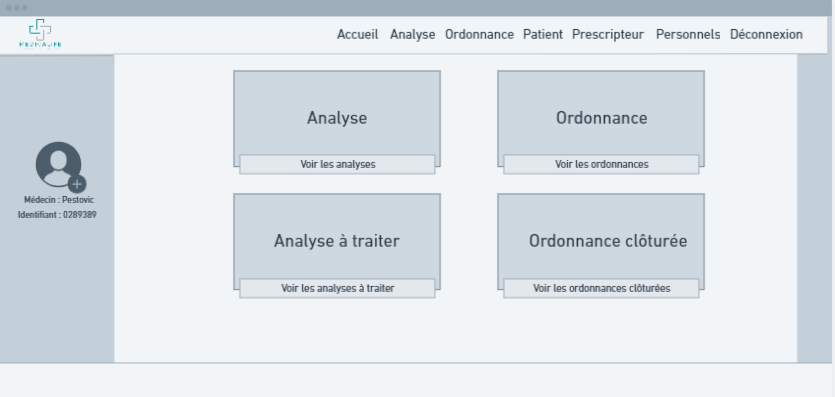 Accueil Analyse Ordonnance Patient Prescripteur Personnels Déconnexion
Médecin : Pestovic
Identifiant : 0289389
Analyse
Voir les analyses
Ordonnance
Voir les ordonnances
Analyse à traiter
Voir les analyses à traiter
Ordonnance clôturée
Voir les ordonnances clôturées